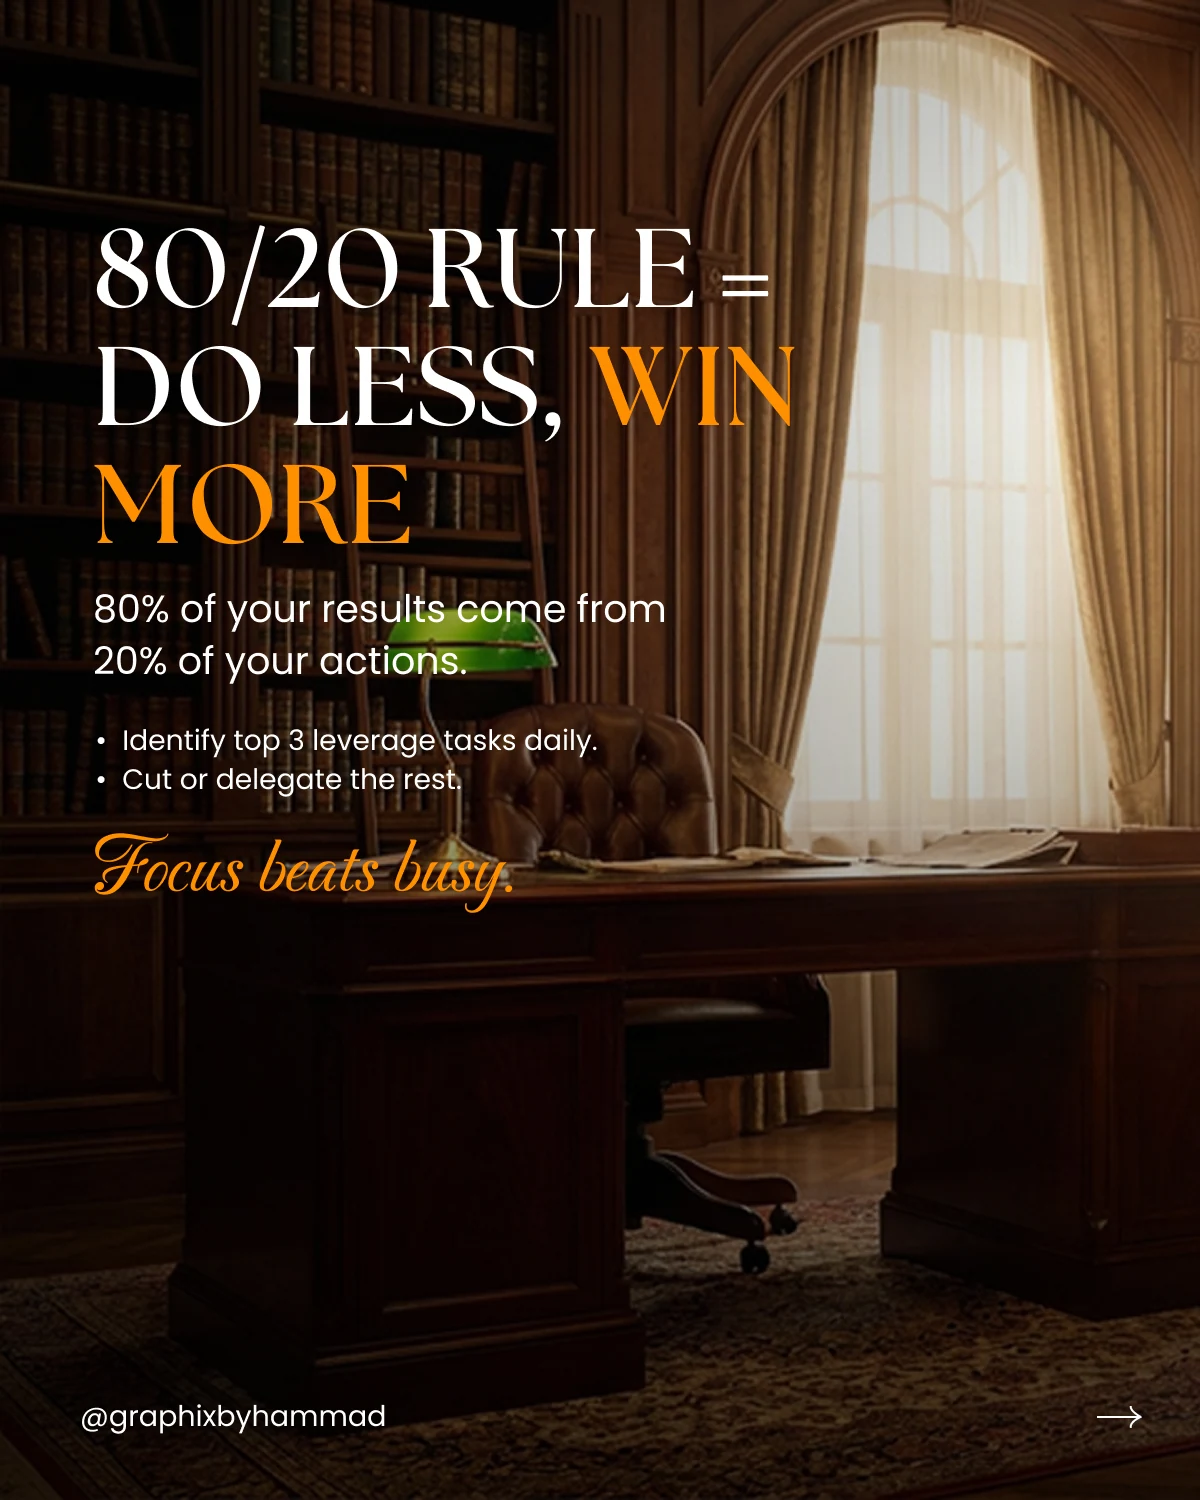 80/20 RULE =
DO LESS, WIN
MORE
80% of your results come from
20% of your actions.
• Identify top 3 leverage tasks daily.
• Cut or delegate the rest.
Focus beats busy.
@graphixbyhammad